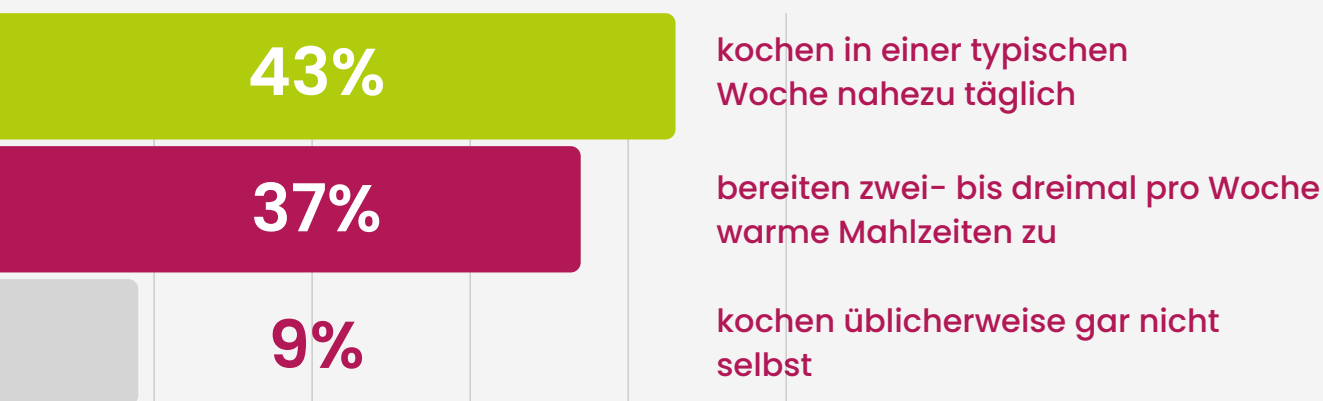 43%
kochen in einer typischen
Woche nahezu täglich
37%
bereiten zwei- bis dreimal pro Woche
warme Mahlzeiten zu
9%
kochen üblicherweise gar nicht
selbst